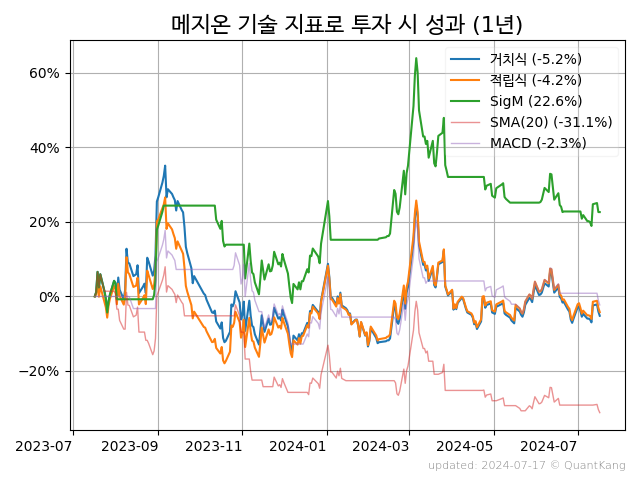 메지온 기술 지표로 투자 시 성과 (1년)
거치식 (-5.2%)
적립식 (-4.2%)
SigM (22.6%)
SMA(20) (-31.1%)
MACD (-2.3%)
60%
40%
20%
0%
−20%
2023-07
2023-09
2023-11
2024-01
2024-03
2024-05
2024-07
updated: 2024-07-17 © QuantKang